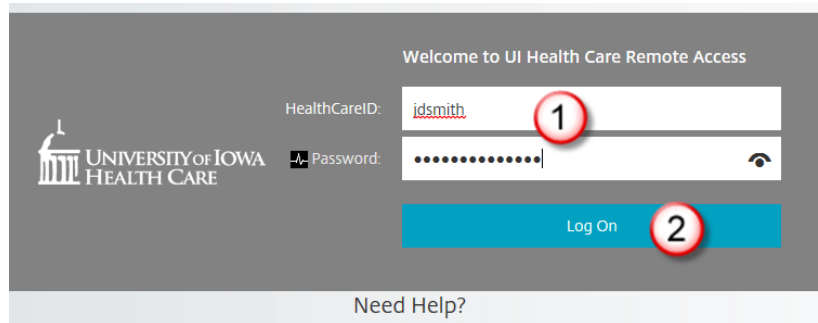 Welcome to UI Health Care Remote Access
HealthCareID:
jdsmith
1
UNIVERSITY OF IOWA
HEALTH CARE
Password:
••••••••••••••
Log On
2
Need Help?